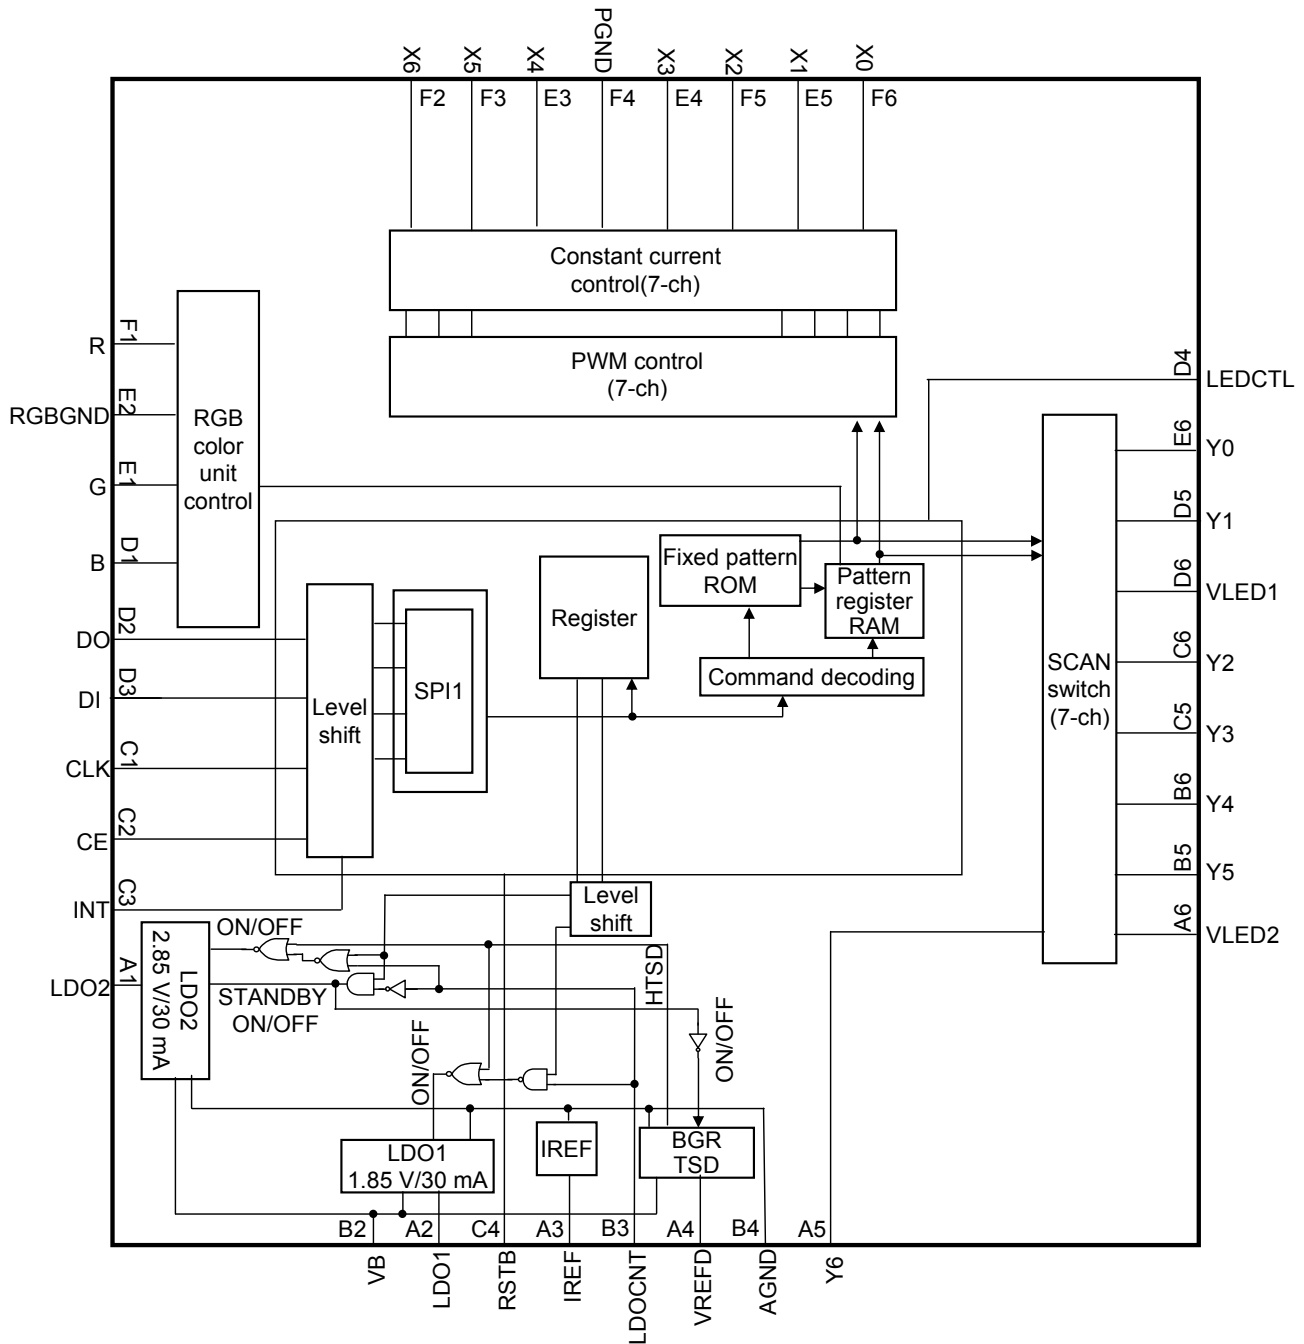 X6
X5
X4
PGND
X3
X2
X1
X0
F2
F3
E3
F4
E4
F5
E5
F6
Constant current
control(7-ch)
PWM control
(7-ch)
R
F1
RGBGND
E2
G
E1
B
D1
RGB
color
unit
control
DO
D2
DI
D3
CLK
C1
CE
C2
INT
C3
LDO2
A1
Level
shift
SPI1
Register
Fixed pattern
ROM
Pattern
register
RAM
Command decoding
D4
LEDCTL
E6
Y0
D5
Y1
D6
VLED1
C6
Y2
C5
Y3
B6
Y4
B5
Y5
A6
VLED2
SCAN
switch
(7-ch)
Level
shift
ON/OFF
LDO2
2.85 V/30 mA
STANDBY
ON/OFF
HTSD
ON/OFF
ON/OFF
LDO1
1.85 V/30 mA
IREF
BGR
TSD
B2
A2
C4
A3
B3
A4
B4
A5
VB
LDO1
RSTB
IREF
LDOCNT
VREFD
AGND
Y6